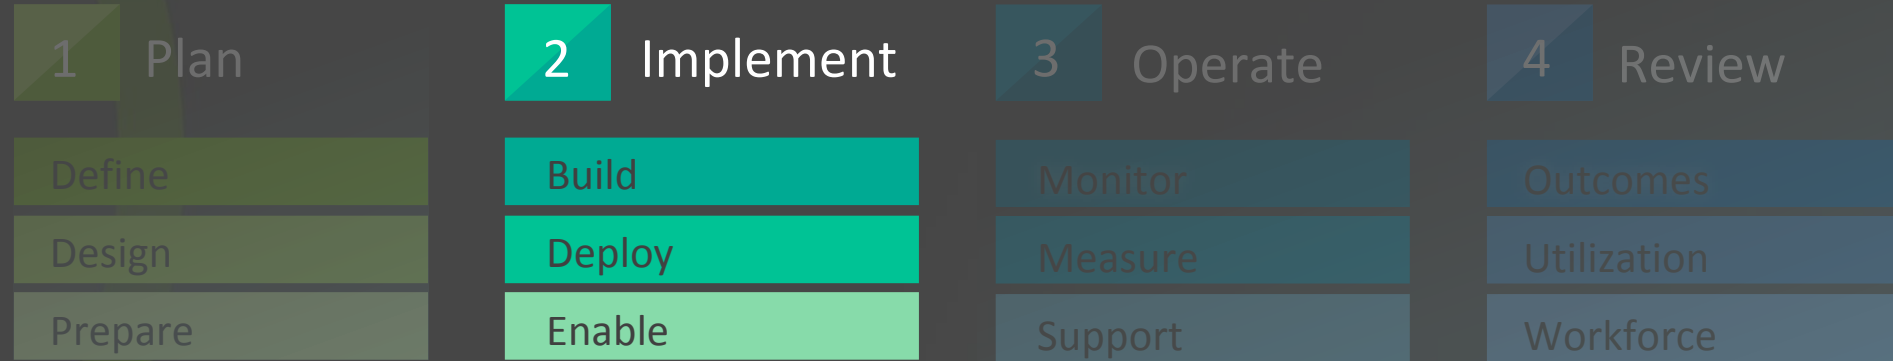 1 Plan
Define
Design
Prepare
2 Implement
Build
Deploy
Enable
3 Operate
Monitor
Measure
Support
4 Review
Outcomes
Utilization
Workforce